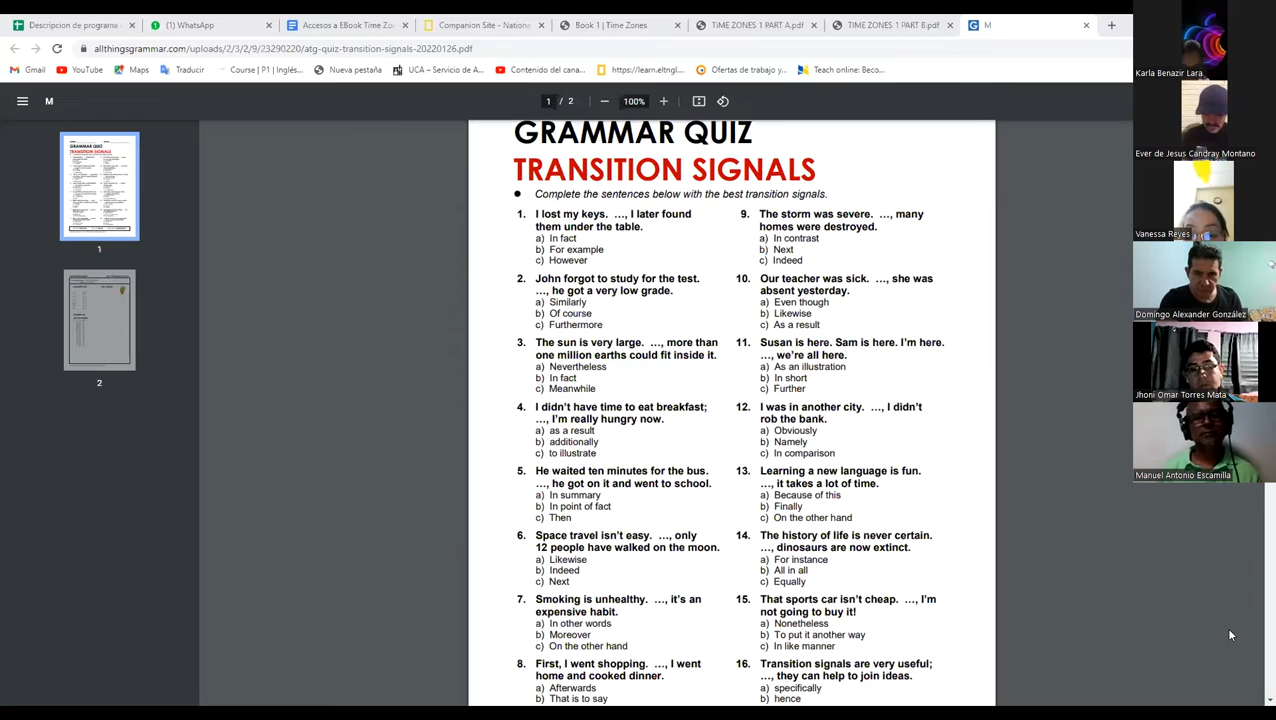 Descripcion de programa
(1) WhatsApp
Accesos a EBook Time Zon
Companion Site - Nationa
Book 1 | Time Zones
TIME ZONES 1 PART A.pdf
TIME ZONES 1 PART B.pdf
M
allthingsgrammar.com/uploads/2/3/2/9/23290220/atg-quiz-transition-signals-20220126.pdf
Gmail
YouTube
Maps
Traducir
Course | P1 | Inglés...
Nueva pestaña
UCA – Servicio de A...
Contenido del cana...
https://learn.eltngl...
Ofertas de trabajo y...
Teach online: Beco...
M
1 / 2
100%
1
2
GRAMMAR QUIZ
TRANSITION SIGNALS
Complete the sentences below with the best transition signals.
1. I lost my keys. …, I later found
them under the table.
a) In fact
b) For example
c) However
2. John forgot to study for the test.
…, he got a very low grade.
a) Similarly
b) Of course
c) Furthermore
3. The sun is very large. …, more than
one million earths could fit inside it.
a) Nevertheless
b) In fact
c) Meanwhile
4. I didn't have time to eat breakfast;
…, I'm really hungry now.
a) as a result
b) additionally
c) to illustrate
5. He waited ten minutes for the bus.
…, he got on it and went to school.
a) In summary
b) In point of fact
c) Then
6. Space travel isn't easy. …, only
12 people have walked on the moon.
a) Likewise
b) Indeed
c) Next
7. Smoking is unhealthy. …, it's an
expensive habit.
a) In other words
b) Moreover
c) On the other hand
8. First, I went shopping. …, I went
home and cooked dinner.
a) Afterwards
b) That is to say
9. The storm was severe. …, many
homes were destroyed.
a) In contrast
b) Next
c) Indeed
10. Our teacher was sick. …, she was
absent yesterday.
a) Even though
b) Likewise
c) As a result
11. Susan is here. Sam is here. I'm here.
…, we're all here.
a) As an illustration
b) In short
c) Further
12. I was in another city. …, I didn't
rob the bank.
a) Obviously
b) Namely
c) In comparison
13. Learning a new language is fun.
…, it takes a lot of time.
a) Because of this
b) Finally
c) On the other hand
14. The history of life is never certain.
…, dinosaurs are now extinct.
a) For instance
b) All in all
c) Equally
15. That sports car isn't cheap. …, I'm
not going to buy it!
a) Nonetheless
b) To put it another way
c) In like manner
16. Transition signals are very useful;
…, they can help to join ideas.
a) specifically
b) hence
Karla Benazir Lara
Ever de Jesus Candray Montano
Vanessa Reyes
Domingo Alexander González
Jhoni Omar Torres Mata
Manuel Antonio Escamilla